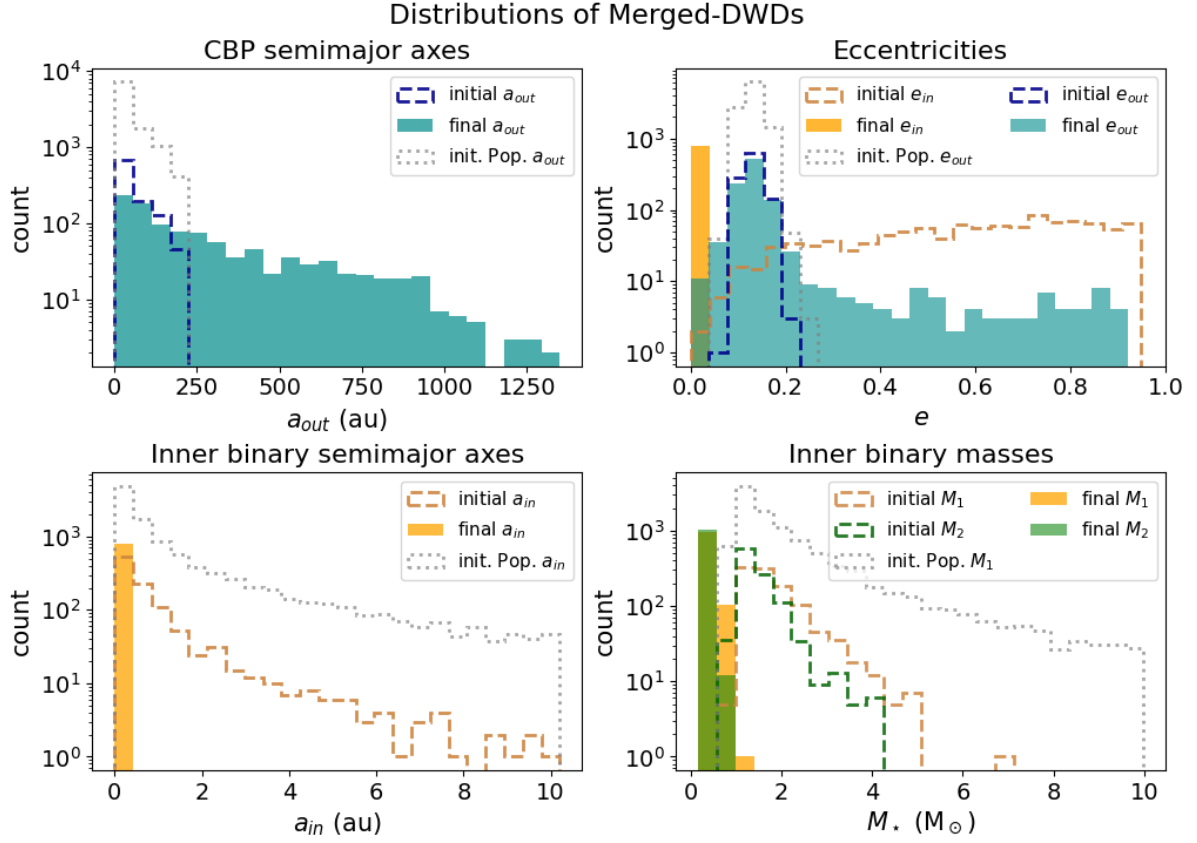 Distributions of Merged-DWDs
CBP semimajor axes
10^4
10^3
10^2
10^1
count
initial a_out
final a_out
init. Pop. a_out
0 250 500 750 1000 1250
a_out (au)
Eccentricities
10^3
10^2
10^1
10^0
count
initial e_in
final e_in
init. Pop. e_out
initial e_out
final e_out
0.0 0.2 0.4 0.6 0.8 1.0
e
Inner binary semimajor axes
10^3
10^2
10^1
10^0
count
initial a_in
final a_in
init. Pop. a_in
0 2 4 6 8 10
a_in (au)
Inner binary masses
10^3
10^2
10^1
10^0
count
initial M_1
initial M_2
init. Pop. M_1
final M_1
final M_2
0 2 4 6 8 10
M_⋆ (M_⊙)